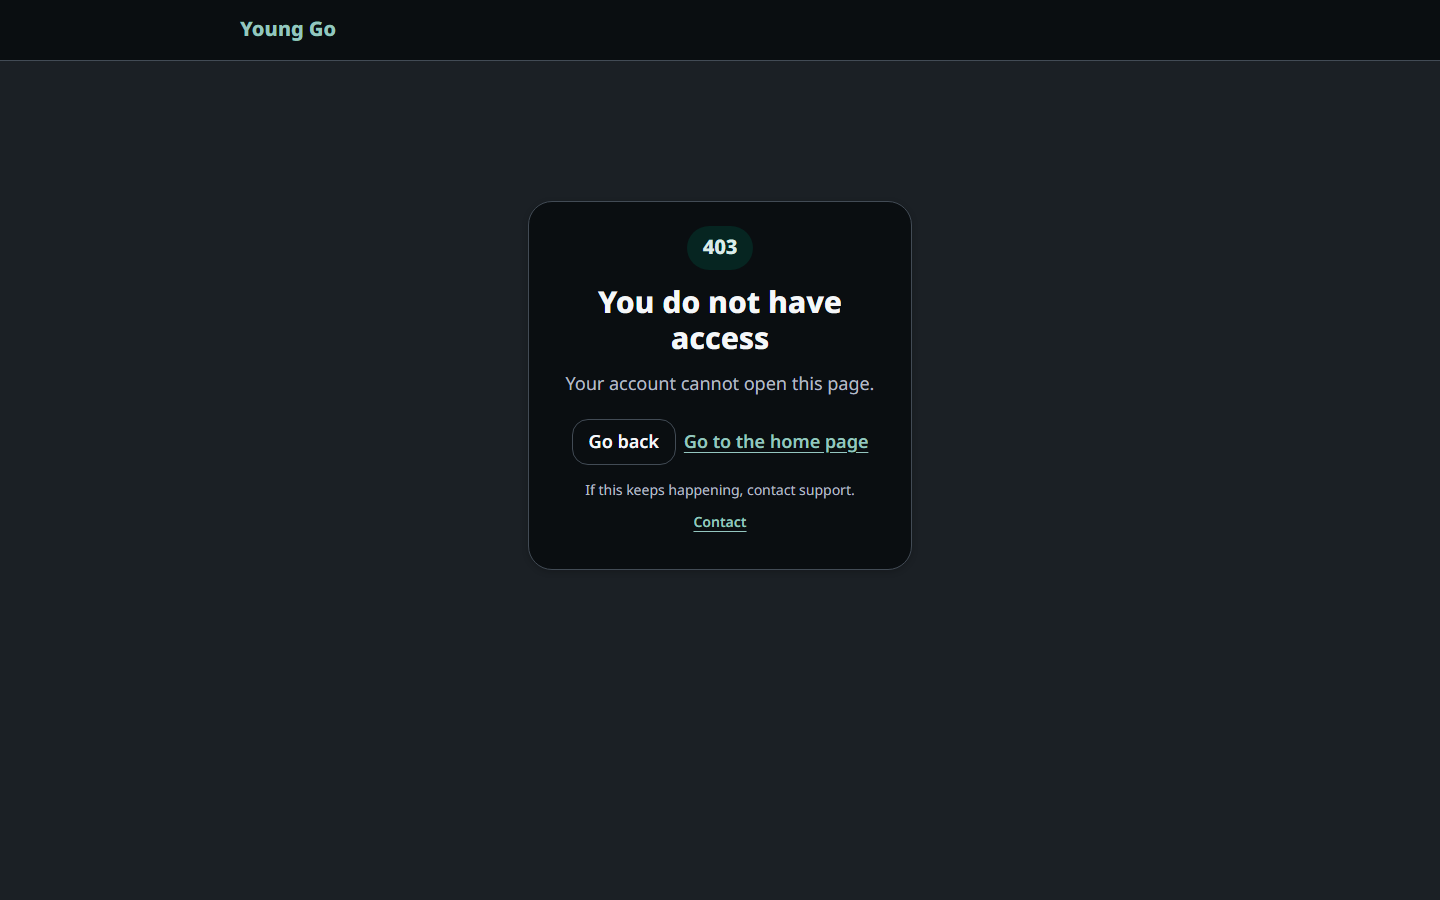 Young Go
403
You do not have
access
Your account cannot open this page.
Go back Go to the home page
If this keeps happening, contact support.
Contact